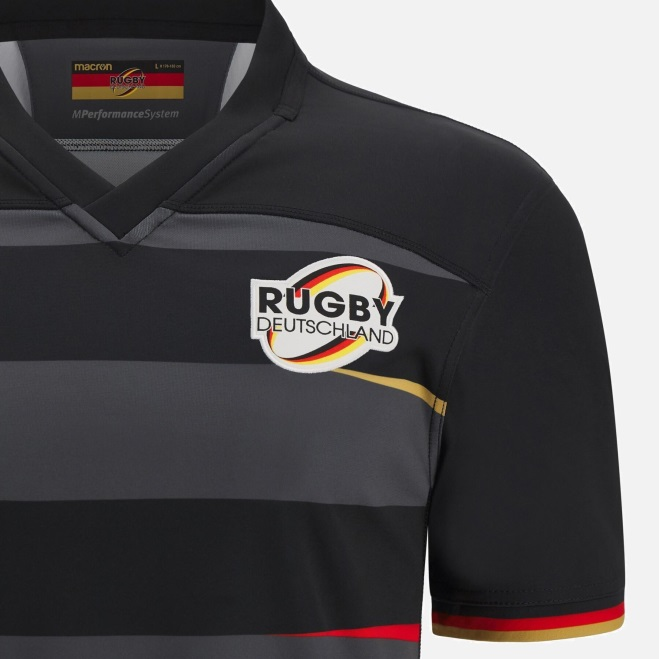 macron
L
RUGBY
MPerformanceSystem
RUGBY
DEUTSCHLAND